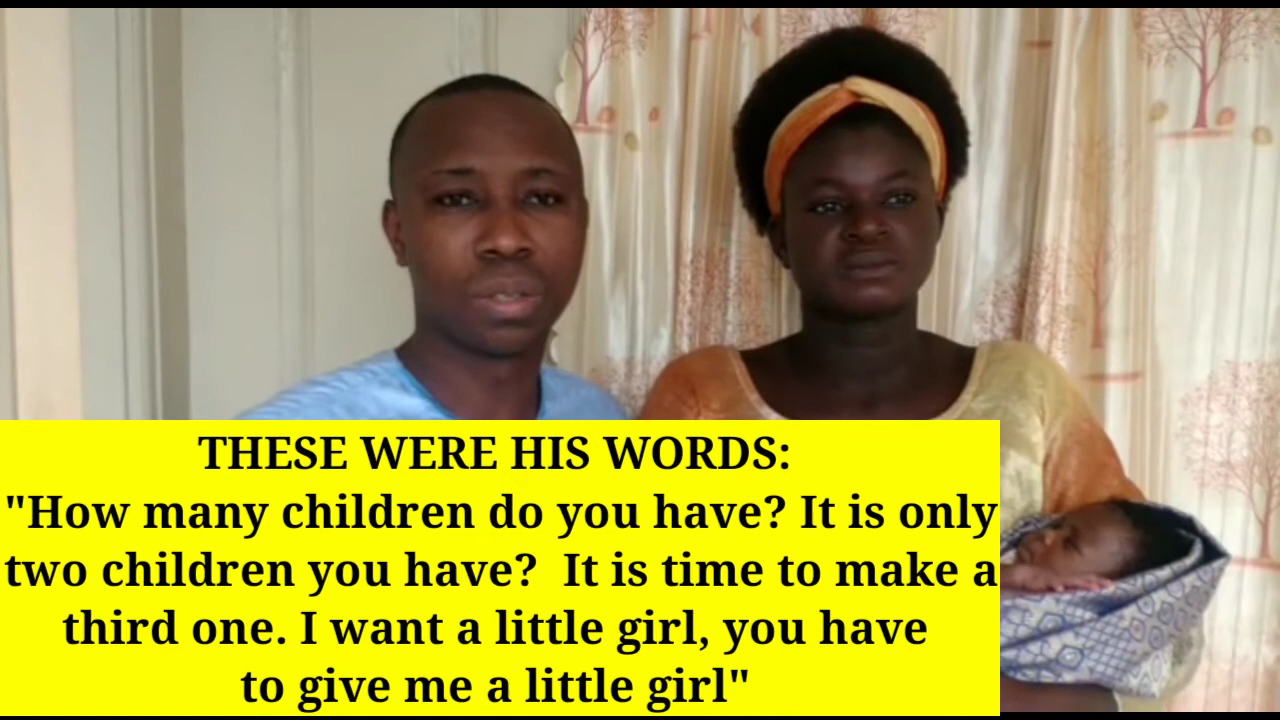 THESE WERE HIS WORDS:
"How many children do you have? It is only
two children you have?  It is time to make a
third one. I want a little girl, you have
to give me a little girl"